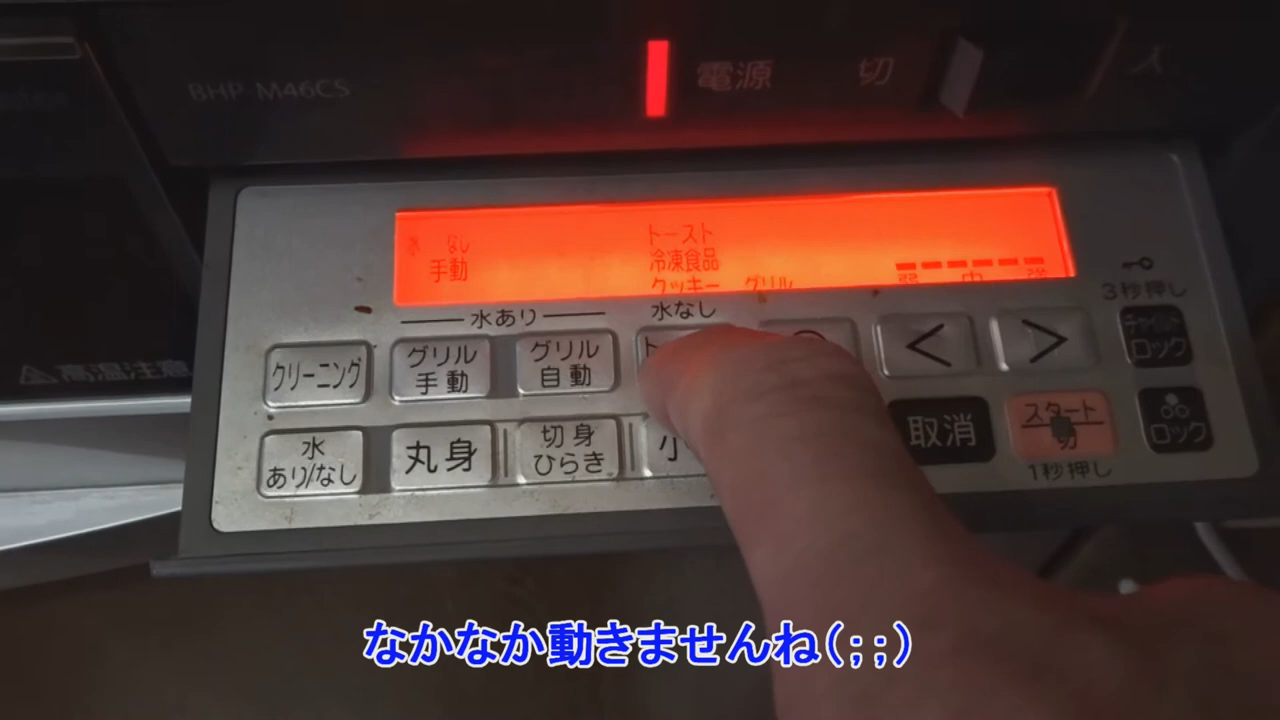 BHP M46CS
電源 切 入
水 なし
手動
トースト
冷凍食品
クッキー グリル
弱 中
水あり
水なし
3秒押し
クリーニング
グリル
手動
グリル
自動
< >
チャイルド
ロック
水
あり/なし
丸身
切身
ひらき
小
取消
スタート
切
1秒押し
ロック
高温注意
なかなか動きませんね(;;)